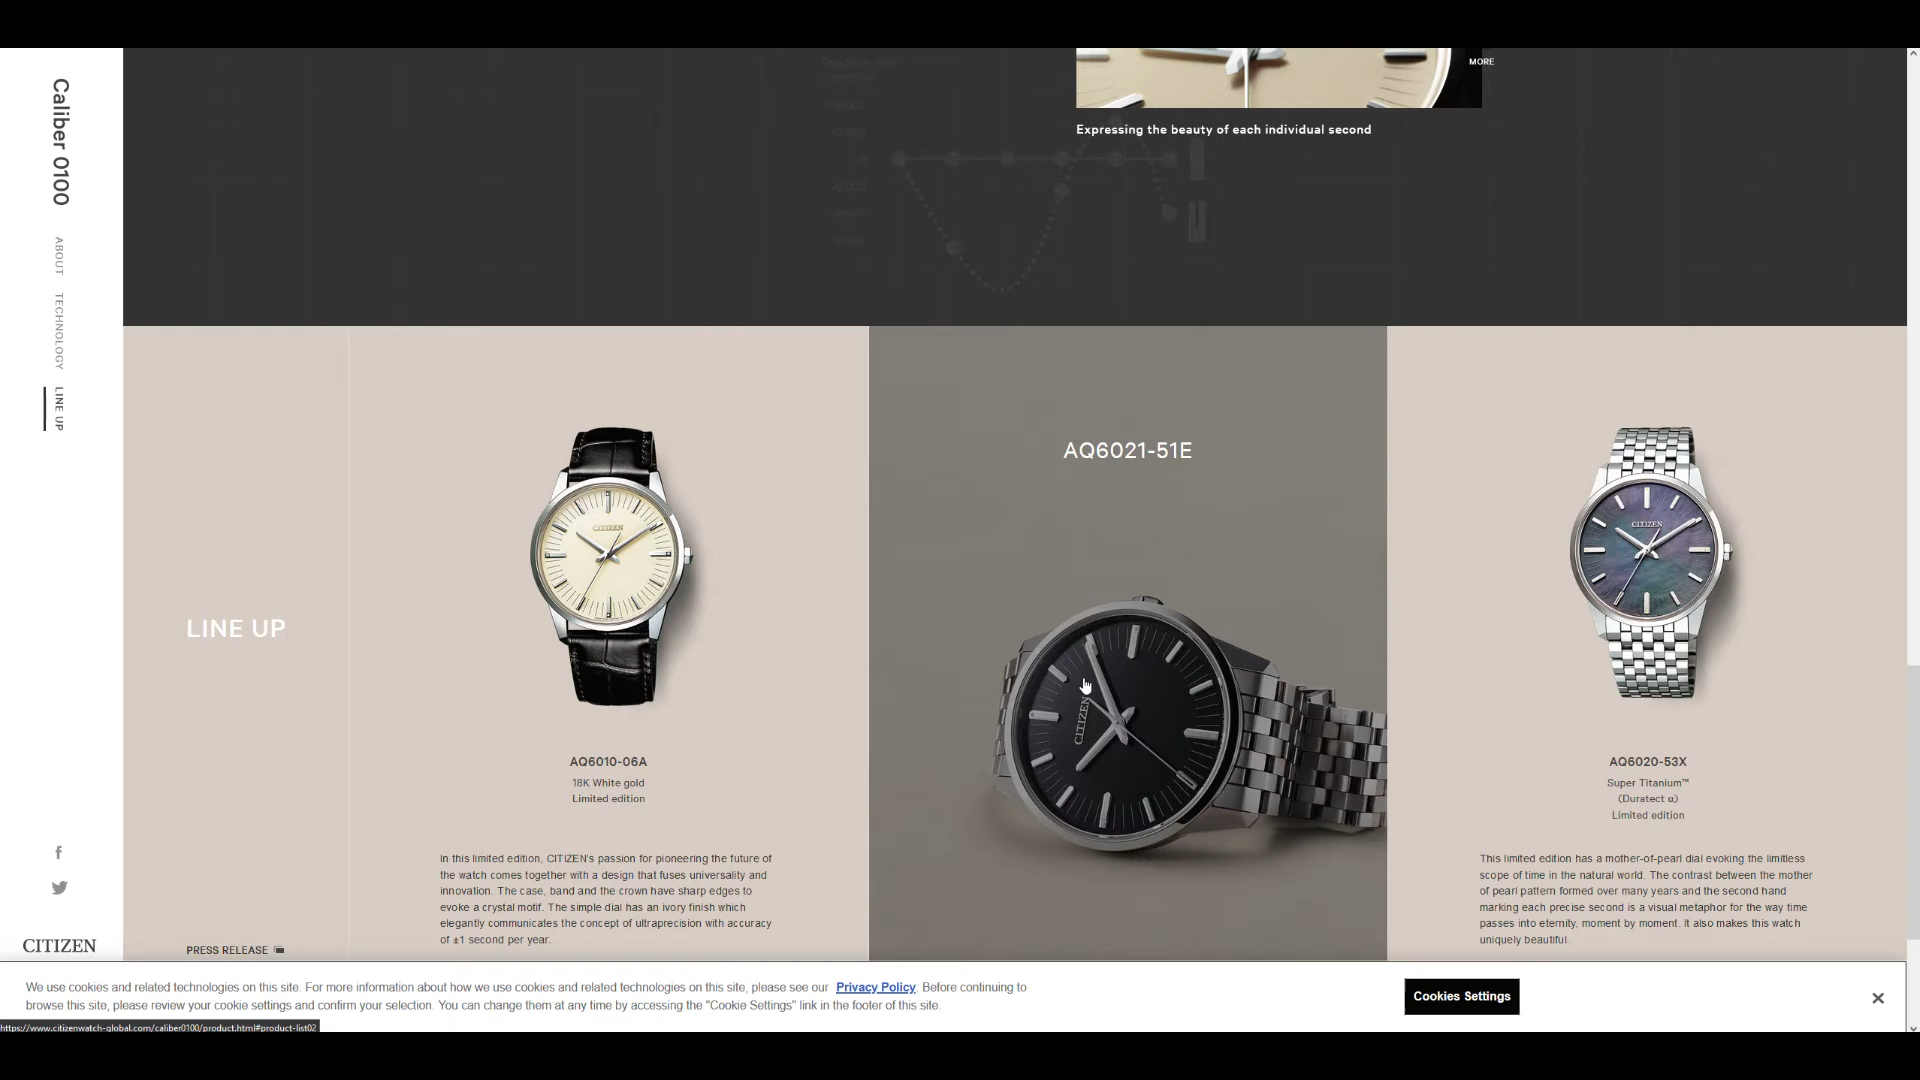 Caliber 0100
ABOUT
TECHNOLOGY
LINE UP
CITIZEN
MORE
Expressing the beauty of each individual second
LINE UP
PRESS RELEASE
CITIZEN
AQ6010-06A
18K White gold
Limited edition
In this limited edition, CITIZEN's passion for pioneering the future of
the watch comes together with a design that fuses universality and
innovation. The case, band and the crown have sharp edges to
evoke a crystal motif. The simple dial has an ivory finish which
elegantly communicates the concept of ultraprecision with accuracy
of ±1 second per year.
AQ6021-51E
CITIZEN
CITIZEN
AQ6020-53X
Super Titanium™
(Duratect α)
Limited edition
This limited edition has a mother-of-pearl dial evoking the limitless
scope of time in the natural world. The contrast between the mother
of pearl pattern formed over many years and the second hand
marking each precise second is a visual metaphor for the way time
passes into eternity, moment by moment. It also makes this watch
uniquely beautiful.
We use cookies and related technologies on this site. For more information about how we use cookies and related technologies on this site, please see our Privacy Policy. Before continuing to
browse this site, please review your cookie settings and confirm your selection. You can change them at any time by accessing the "Cookie Settings" link in the footer of this site.
Cookies Settings
https://www.citizenwatch-global.com/caliber0100/product.html#product-list02